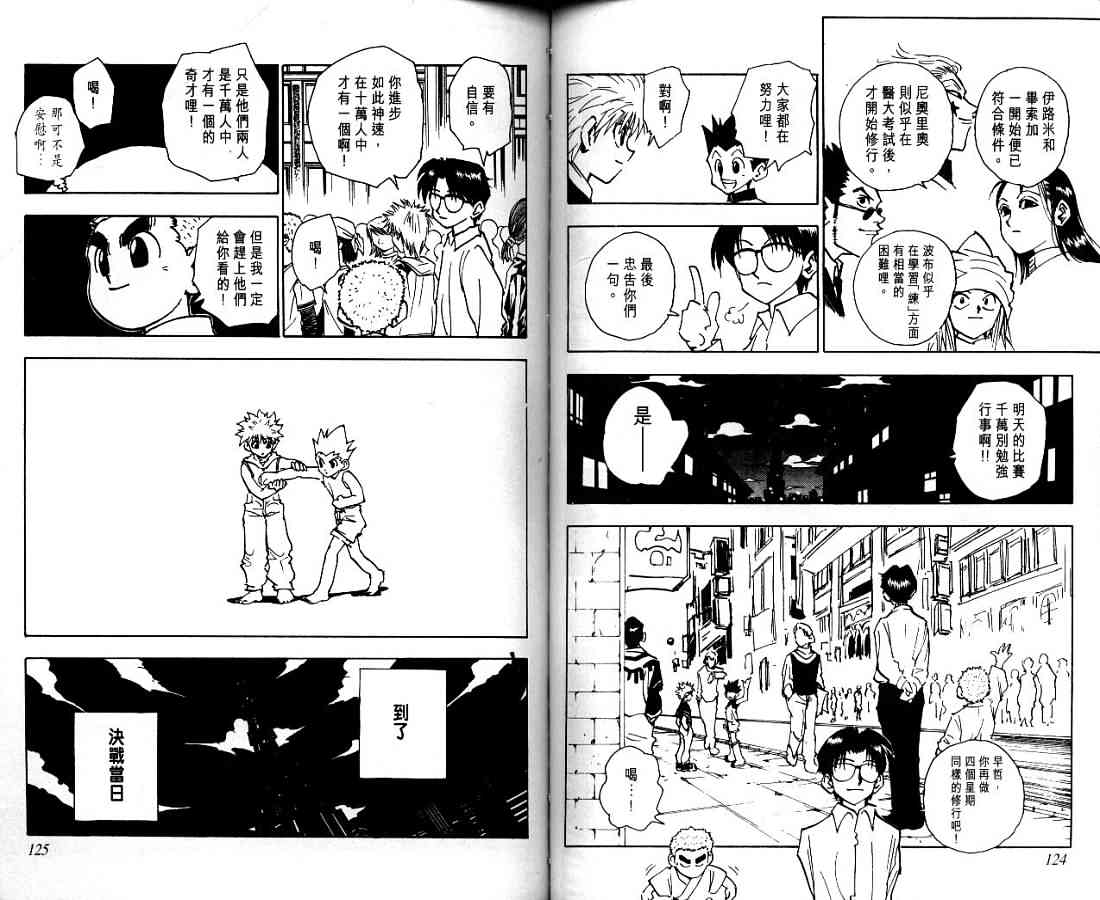 伊路米和
畢索加
一開始便已
符合條件。
尼奧里奧
則似乎在
醫大考試後，
才開始修行。
波布似乎
在學習「練」方面
有相當的
困難哩。
大家都在
努力哩！
對啊！
最後
忠告你們
一句。
明天的比賽
千萬別勉強
行事啊!!
是——
早哲，
你再做
四個星期
同樣的修行吧！
喝…！
124
要有
自信。
你進步
如此神速，
在十萬人中
才有一個啊！
喝！
只是他們兩人
是千萬人中，
才有一個的
奇才哩！
喝！
那可不是
安慰啊…
但是我一定
會趕上他們
給你看的！
到了
決戰當日
125